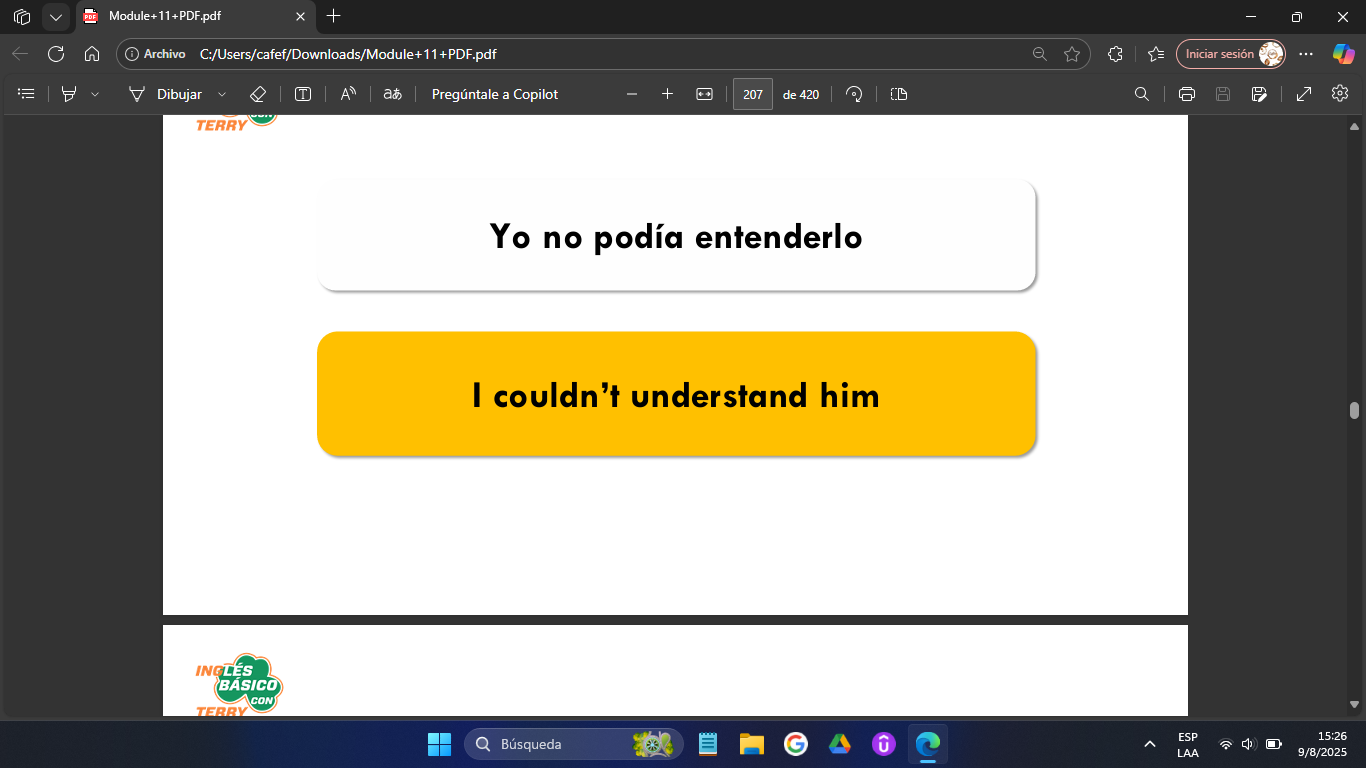 Module+11+PDF.pdf
Archivo C:/Users/cafef/Downloads/Module+11+PDF.pdf
Iniciar sesión
Dibujar
Pregúntale a Copilot
207 de 420
CON
TERRY
Yo no podía entenderlo
I couldn’t understand him
INGLÉS
BÁSICO
CON
TERRY
Búsqueda
ESP
LAA
15:26
9/8/2025